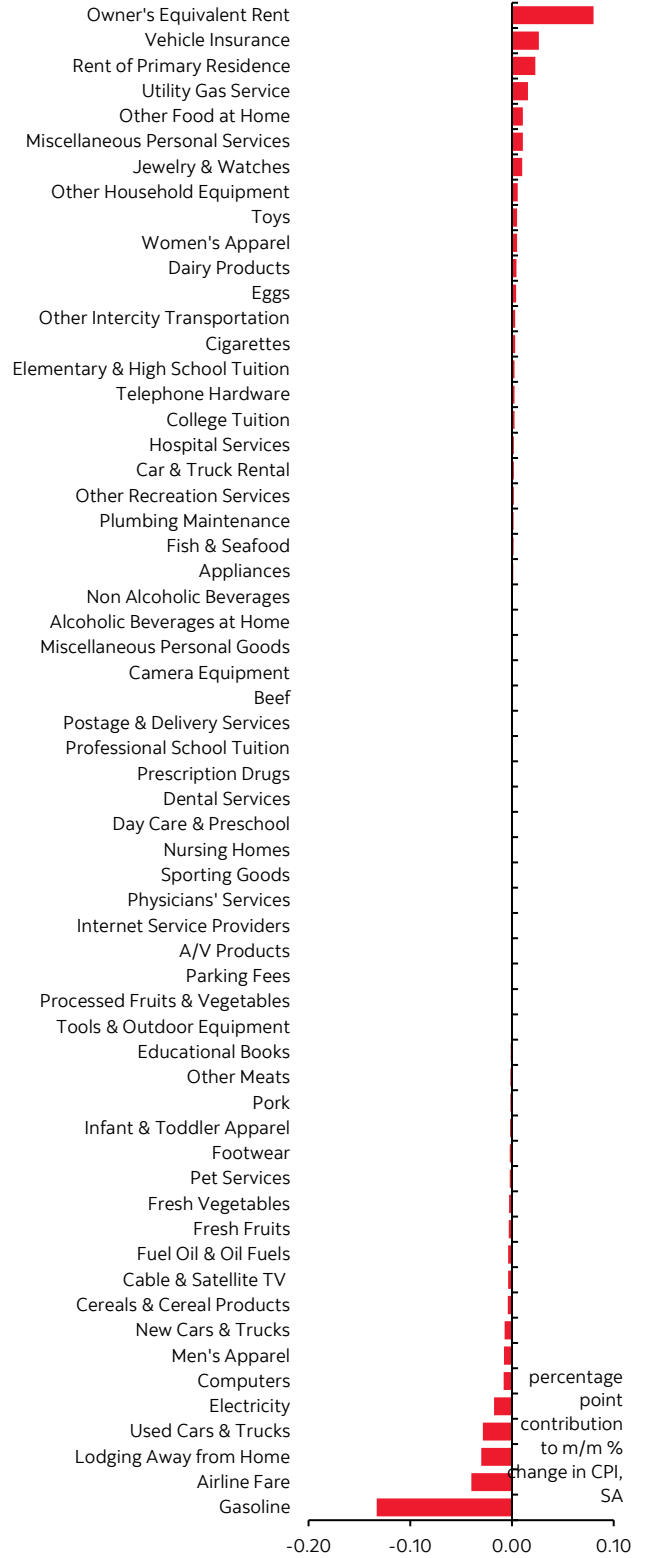 Owner's Equivalent Rent
Vehicle Insurance
Rent of Primary Residence
Utility Gas Service
Other Food at Home
Miscellaneous Personal Services
Jewelry & Watches
Other Household Equipment
Toys
Women's Apparel
Dairy Products
Eggs
Other Intercity Transportation
Cigarettes
Elementary & High School Tuition
Telephone Hardware
College Tuition
Hospital Services
Car & Truck Rental
Other Recreation Services
Plumbing Maintenance
Fish & Seafood
Appliances
Non Alcoholic Beverages
Alcoholic Beverages at Home
Miscellaneous Personal Goods
Camera Equipment
Beef
Postage & Delivery Services
Professional School Tuition
Prescription Drugs
Dental Services
Day Care & Preschool
Nursing Homes
Sporting Goods
Physicians' Services
Internet Service Providers
A/V Products
Parking Fees
Processed Fruits & Vegetables
Tools & Outdoor Equipment
Educational Books
Other Meats
Pork
Infant & Toddler Apparel
Footwear
Pet Services
Fresh Vegetables
Fresh Fruits
Fuel Oil & Oil Fuels
Cable & Satellite TV
Cereals & Cereal Products
New Cars & Trucks
Men's Apparel
Computers
Electricity
Used Cars & Trucks
Lodging Away from Home
Airline Fare
Gasoline
percentage
point
contribution
to m/m %
change in CPI,
SA
-0.20 -0.10 0.00 0.10